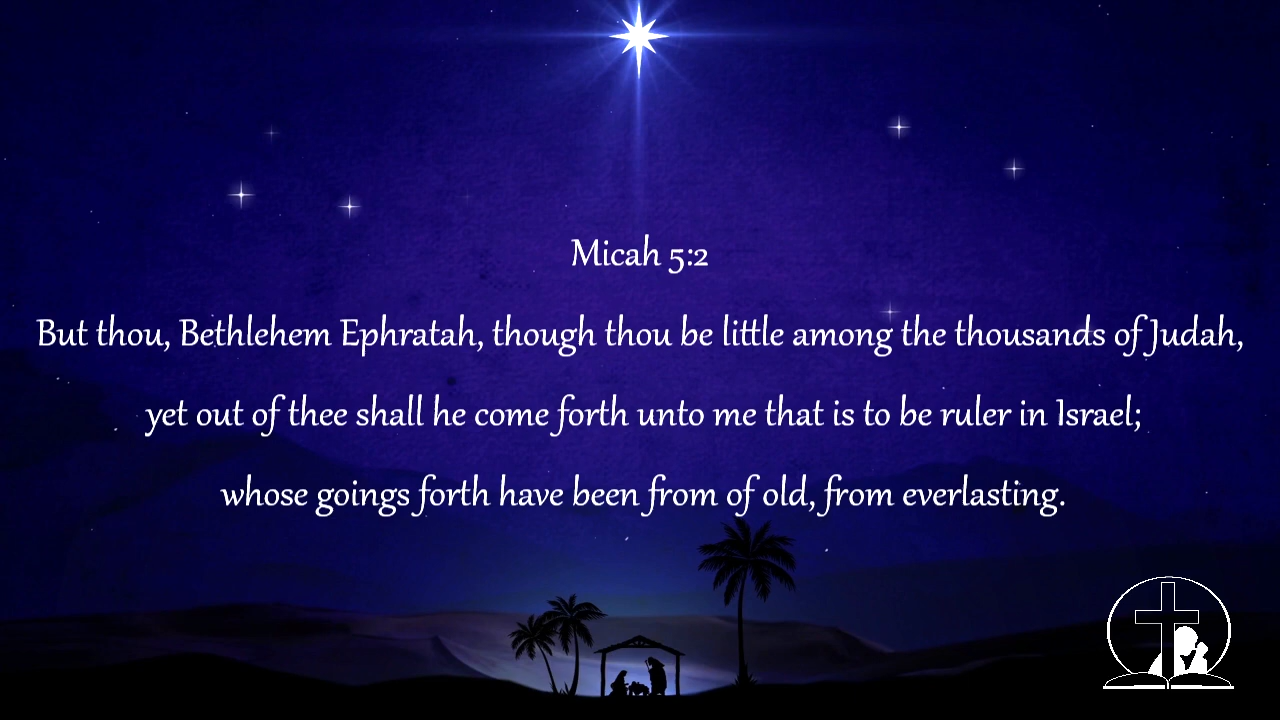 Micah 5:2
But thou, Bethlehem Ephratah, though thou be little among the thousands of Judah,
yet out of thee shall he come forth unto me that is to be ruler in Israel;
whose goings forth have been from of old, from everlasting.